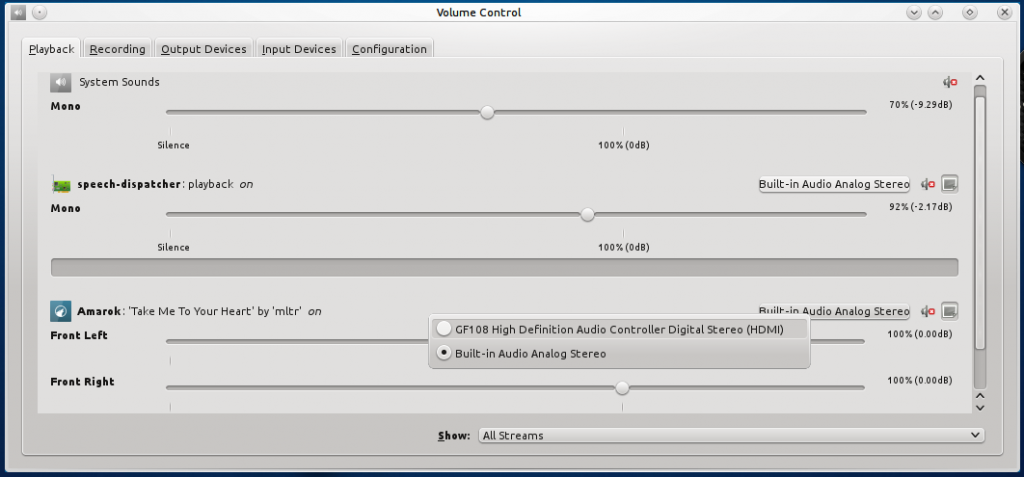 Volume Control
Playback Recording Output Devices Input Devices Configuration
System Sounds
Mono 70% (-9.29dB)
Silence 100% (0dB)
speech-dispatcher: playback on Built-in Audio Analog Stereo
Mono 92% (-2.17dB)
Silence 100% (0dB)
Amarok: 'Take Me To Your Heart' by 'mltr' on Built-in Audio Analog Stereo
GF108 High Definition Audio Controller Digital Stereo (HDMI)
Front Left 100% (0.00dB)
Built-in Audio Analog Stereo
Front Right 100% (0.00dB)
Show: All Streams